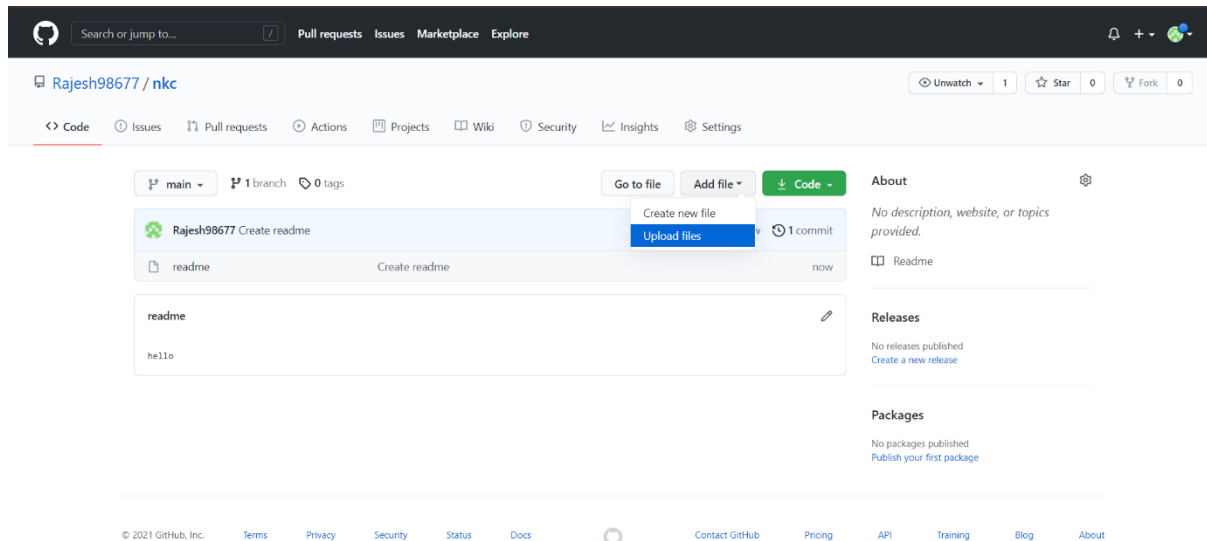 Search or jump to... /
Pull requests Issues Marketplace Explore
Rajesh98677 / nkc
Unwatch 1 Star 0 Fork 0
<> Code Issues Pull requests Actions Projects Wiki Security Insights Settings
main 1 branch 0 tags Go to file Add file Code
Create new file
Upload files
Rajesh98677 Create readme 1 commit
readme Create readme now
readme
hello
About
No description, website, or topics
provided.
Readme
Releases
No releases published
Create a new release
Packages
No packages published
Publish your first package
© 2021 GitHub, Inc. Terms Privacy Security Status Docs Contact GitHub Pricing API Training Blog About